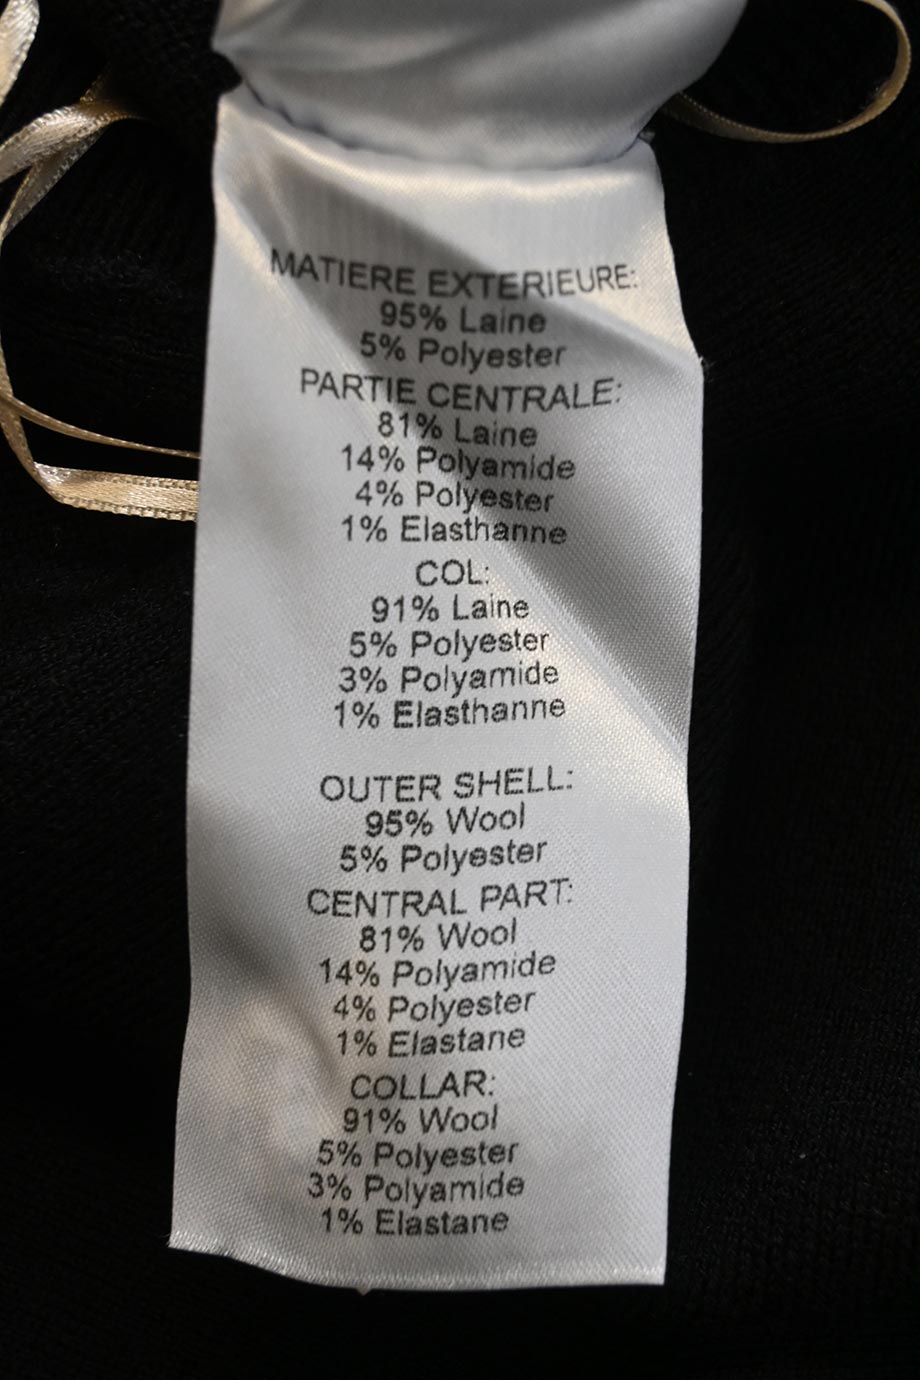 MATIERE EXTERIEURE:
95% Laine
5% Polyester
PARTIE CENTRALE:
81% Laine
14% Polyamide
4% Polyester
1% Elasthanne
COL:
91% Laine
5% Polyester
3% Polyamide
1% Elasthanne
OUTER SHELL:
95% Wool
5% Polyester
CENTRAL PART:
81% Wool
14% Polyamide
4% Polyester
1% Elastane
COLLAR:
91% Wool
5% Polyester
3% Polyamide
1% Elastane